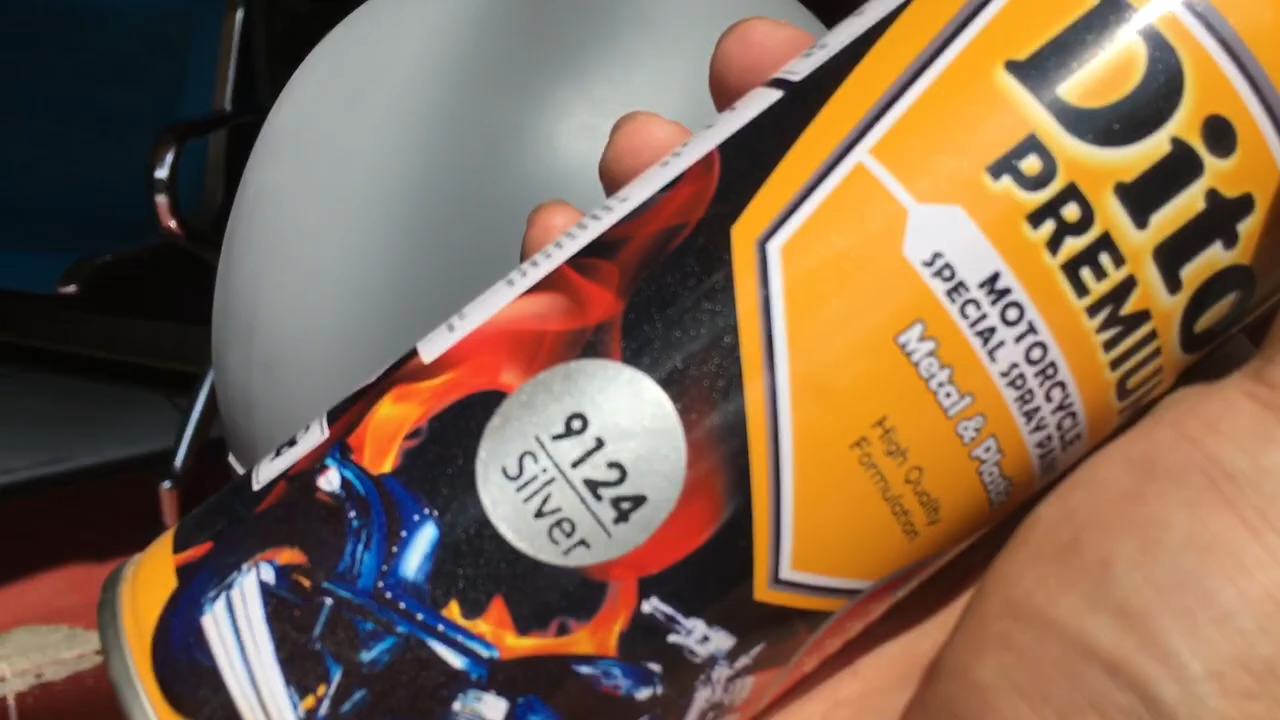 Dito
PREMIUM
MOTORCYCLE
SPECIAL SPRAY
Metal & Plastic
High Quality
Formulation
9124
Silver